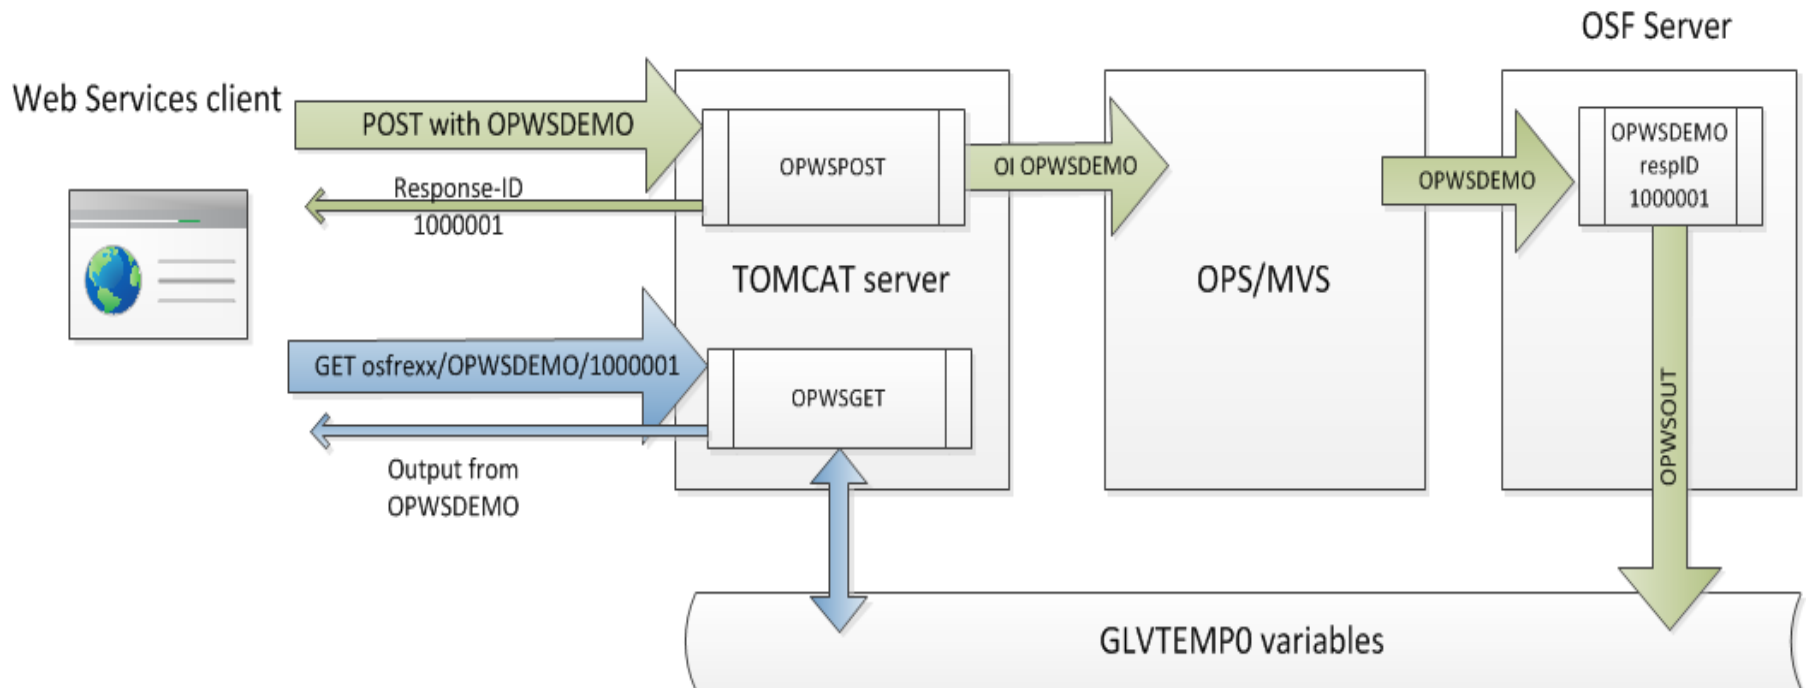 OSF Server
Web Services client
POST with OPWSDEMO
OPWSPOST
OI OPWSDEMO
OPWSDEMO
OPWSDEMO
respID
1000001
Response-ID
1000001
TOMCAT server
OPS/MVS
GET osfrexx/OPWSDEMO/1000001
OPWSGET
OPWSOUT
Output from
OPWSDEMO
GLVTEMP0 variables